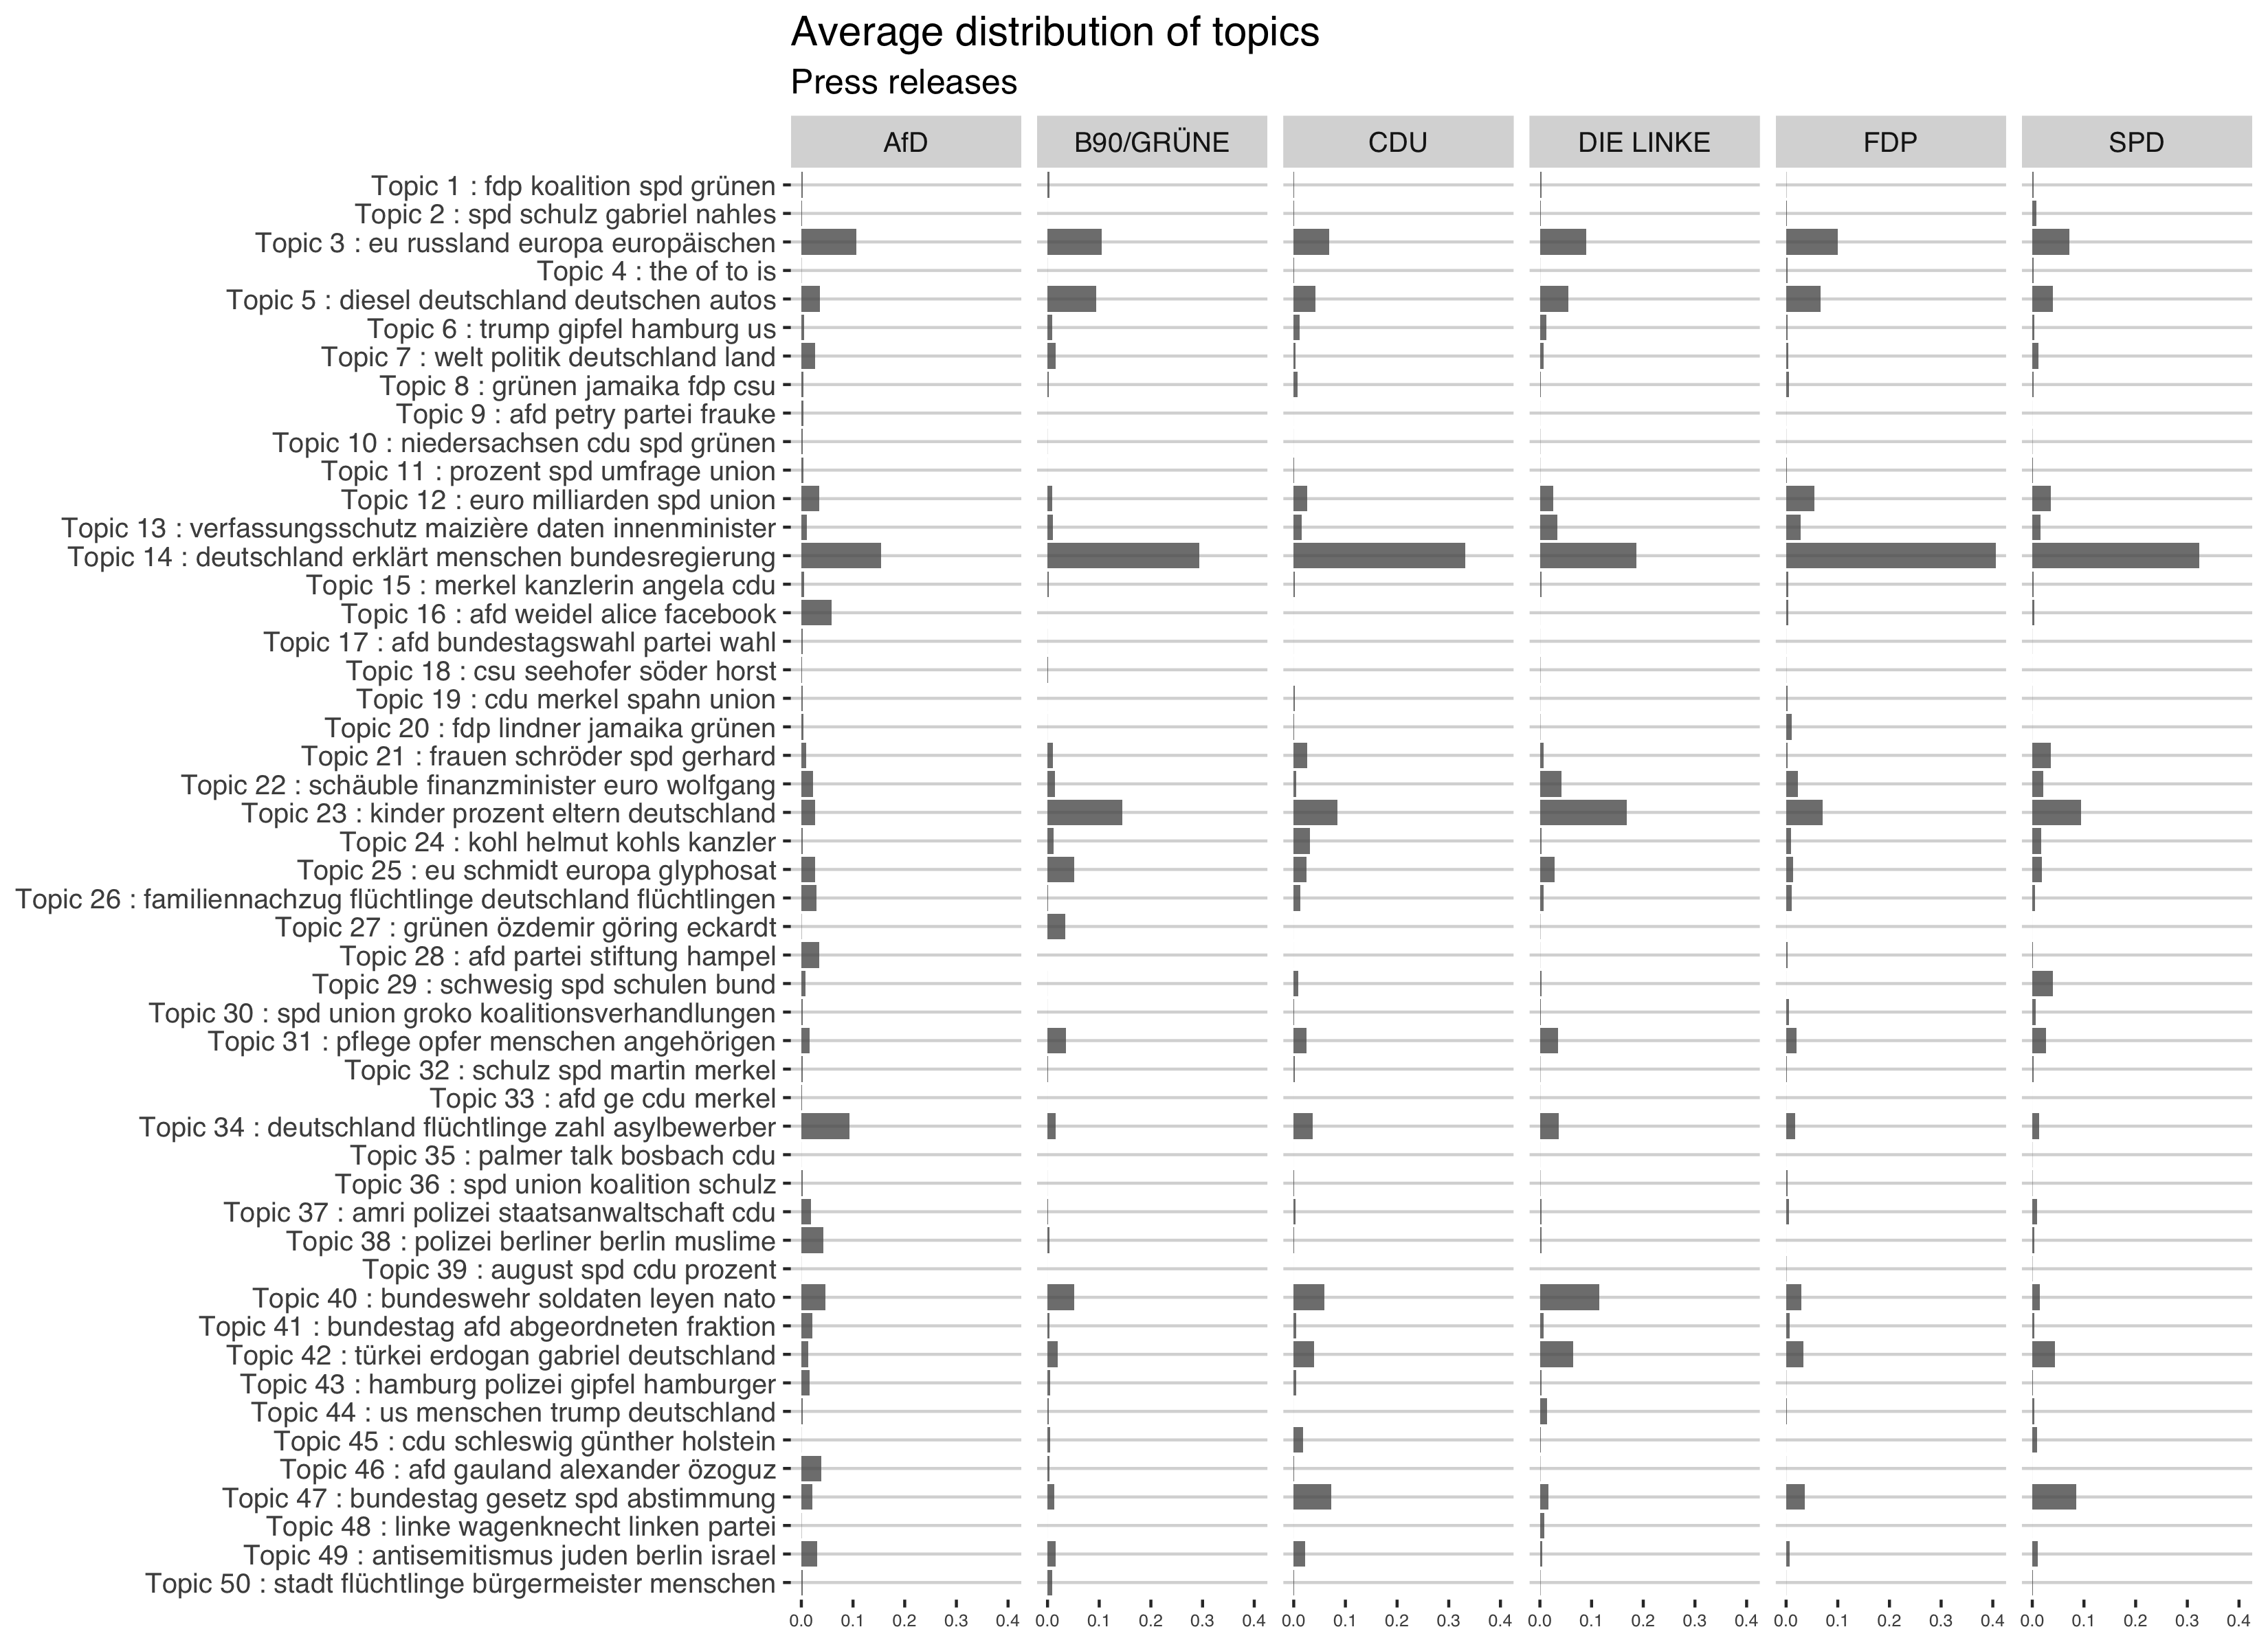 Average distribution of topics
Press releases
AfD B90/GRÜNE CDU DIE LINKE FDP SPD
Topic 1 : fdp koalition spd grünen
Topic 2 : spd schulz gabriel nahles
Topic 3 : eu russland europa europäischen
Topic 4 : the of to is
Topic 5 : diesel deutschland deutschen autos
Topic 6 : trump gipfel hamburg us
Topic 7 : welt politik deutschland land
Topic 8 : grünen jamaika fdp csu
Topic 9 : afd petry partei frauke
Topic 10 : niedersachsen cdu spd grünen
Topic 11 : prozent spd umfrage union
Topic 12 : euro milliarden spd union
Topic 13 : verfassungsschutz maizière daten innenminister
Topic 14 : deutschland erklärt menschen bundesregierung
Topic 15 : merkel kanzlerin angela cdu
Topic 16 : afd weidel alice facebook
Topic 17 : afd bundestagswahl partei wahl
Topic 18 : csu seehofer söder horst
Topic 19 : cdu merkel spahn union
Topic 20 : fdp lindner jamaika grünen
Topic 21 : frauen schröder spd gerhard
Topic 22 : schäuble finanzminister euro wolfgang
Topic 23 : kinder prozent eltern deutschland
Topic 24 : kohl helmut kohls kanzler
Topic 25 : eu schmidt europa glyphosat
Topic 26 : familiennachzug flüchtlinge deutschland flüchtlingen
Topic 27 : grünen özdemir göring eckardt
Topic 28 : afd partei stiftung hampel
Topic 29 : schwesig spd schulen bund
Topic 30 : spd union groko koalitionsverhandlungen
Topic 31 : pflege opfer menschen angehörigen
Topic 32 : schulz spd martin merkel
Topic 33 : afd ge cdu merkel
Topic 34 : deutschland flüchtlinge zahl asylbewerber
Topic 35 : palmer talk bosbach cdu
Topic 36 : spd union koalition schulz
Topic 37 : amri polizei staatsanwaltschaft cdu
Topic 38 : polizei berliner berlin muslime
Topic 39 : august spd cdu prozent
Topic 40 : bundeswehr soldaten leyen nato
Topic 41 : bundestag afd abgeordneten fraktion
Topic 42 : türkei erdogan gabriel deutschland
Topic 43 : hamburg polizei gipfel hamburger
Topic 44 : us menschen trump deutschland
Topic 45 : cdu schleswig günther holstein
Topic 46 : afd gauland alexander özoguz
Topic 47 : bundestag gesetz spd abstimmung
Topic 48 : linke wagenknecht linken partei
Topic 49 : antisemitismus juden berlin israel
Topic 50 : stadt flüchtlinge bürgermeister menschen
0.0 0.1 0.2 0.3 0.4 0.0 0.1 0.2 0.3 0.4 0.0 0.1 0.2 0.3 0.4 0.0 0.1 0.2 0.3 0.4 0.0 0.1 0.2 0.3 0.4 0.0 0.1 0.2 0.3 0.4